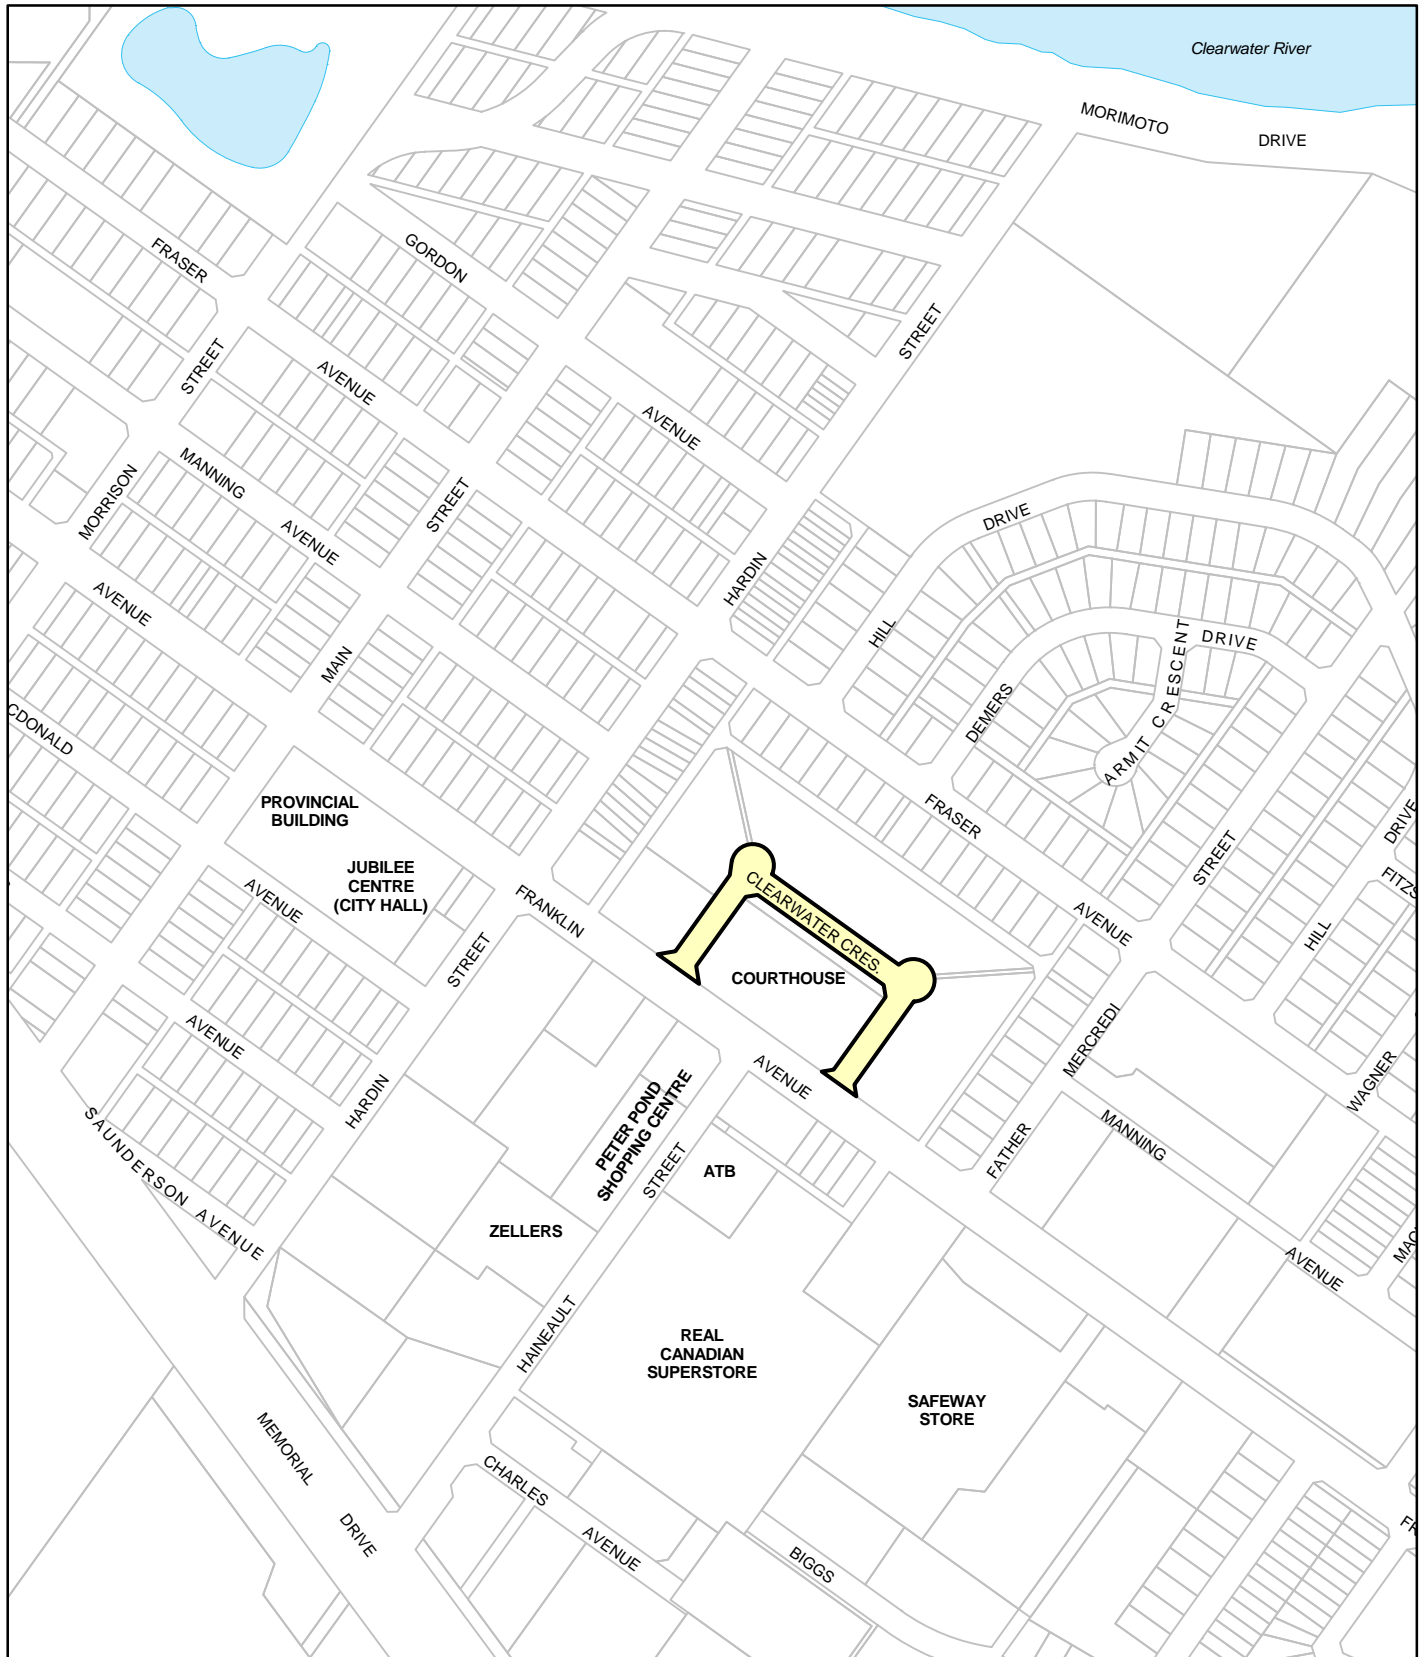 Clearwater River
MORIMOTO
DRIVE
FRASER
GORDON
STREET
STREET
AVENUE
AVENUE
MANNING
STREET
MORRISON
AVENUE
DRIVE
HARDIN
AVENUE
HILL
DRIVE
ARMIT CRESCENT
MAIN
DEMERS
CDONALD
PROVINCIAL
BUILDING
FRASER
DRIVE
STREET
JUBILEE
CENTRE
(CITY HALL)
AVENUE
FRANKLIN
CLEARWATER CRES.
FITZS
AVENUE
HILL
STREET
COURTHOUSE
AVENUE
MERCREDI
AVENUE
WAGNER
HARDIN
PETER POND
SHOPPING CENTRE
MANNING
FATHER
SAUNDERSON AVENUE
STREET
ATB
ZELLERS
AVENUE
MAC
HAINEAULT
REAL
CANADIAN
SUPERSTORE
SAFEWAY
STORE
MEMORIAL
DRIVE
CHARLES
AVENUE
BIGGS